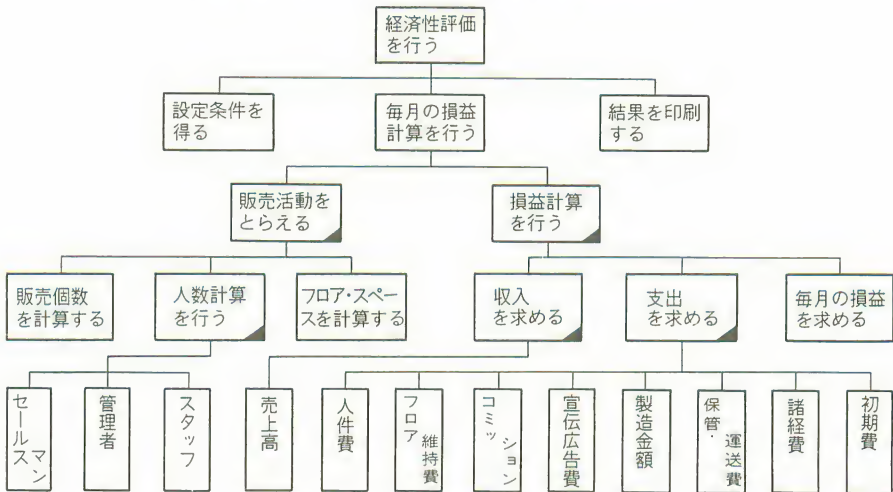 経済性評価
を行う
設定条件を
得る
毎月の損益
計算を行う
結果を印刷
する
販売活動を
とらえる
損益計算
を行う
販売個数
を計算する
人数計算
を行う
フロア・スペー
スを計算する
収入
を求める
支出
を求める
毎月の損益
を求める
セールス
マン
管理者
スタッフ
売上高
人件費
フロア
維持費
コミッ
ション
宣伝広告費
製造金額
保管・
運送費
諸経費
初期費